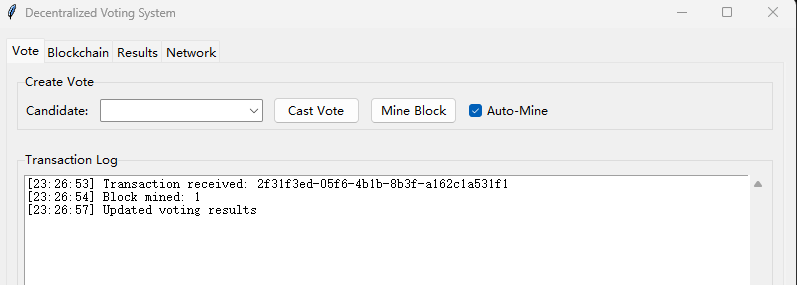 Decentralized Voting System
Vote Blockchain Results Network
Create Vote
Candidate: Cast Vote Mine Block Auto-Mine
Transaction Log
[23:26:53] Transaction received: 2f31f3ed-05f6-4b1b-8b3f-a162c1a531f1
[23:26:54] Block mined: 1
[23:26:57] Updated voting results